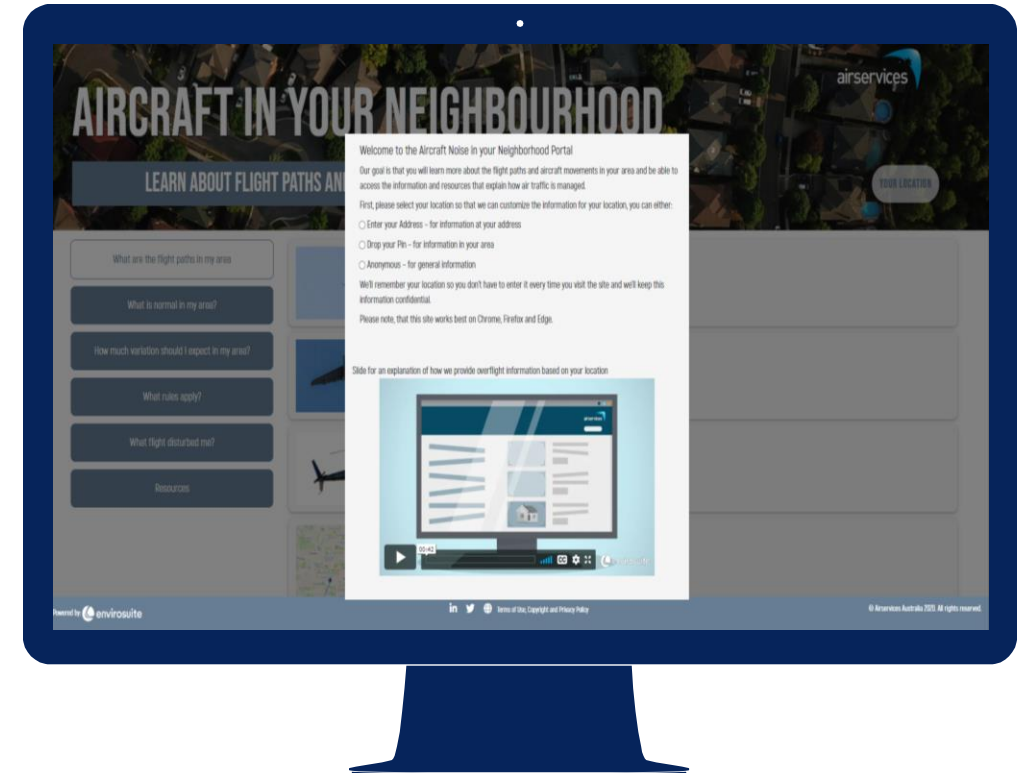 airservices
AIRCRAFT IN YOUR NEIGHBOURHOOD
LEARN ABOUT FLIGHT PATHS AN
YOUR LOCATION
What are the flight paths in my area
What is normal in my area?
How much variation should I expect in my area?
What rules apply?
What flight disturbed me?
Resources
Welcome to the Aircraft Noise in your Neighborhood Portal
Our goal is that you will learn more about the flight paths and aircraft movements in your area and be able to
access the information and resources that explain how air traffic is managed.
First, please select your location so that we can customize the information for your location, you can either:
Enter your Address – for information at your address
Drop your Pin – for information in your area
Anonymous – for general information
We'll remember your location so you don't have to enter it every time you visit the site and we'll keep this
information confidential.
Please note, that this site works best on Chrome, Firefox and Edge.
Slide for an explanation of how we provide overflight information based on your location
airservices
00:42
CC
envirosuite
Powered by envirosuite
in
Terms of Use, Copyright and Privacy Policy
© Airservices Australia 2020. All rights reserved.